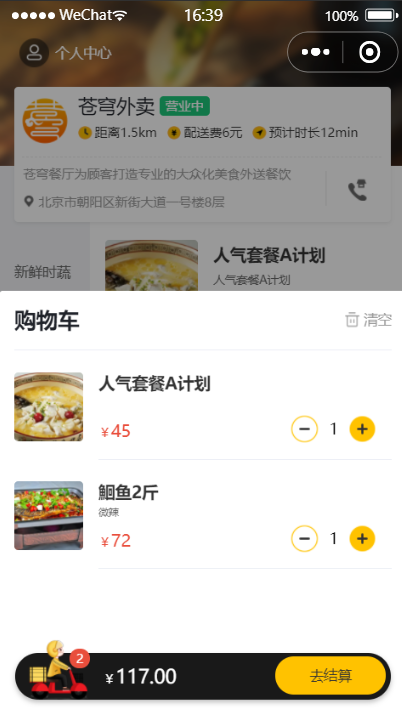 WeChat 16:39 100%
个人中心
苍穹外卖 营业中
距离1.5km 配送费6元 预计时长12min
苍穹餐厅为顾客打造专业的大众化美食外送餐饮
北京市朝阳区新街大道一号楼8层
人气套餐A计划
新鲜时蔬 人气套餐A计划
购物车 清空
人气套餐A计划
¥45 1
鮰鱼2斤
微辣
¥72 1
2
¥117.00 去结算